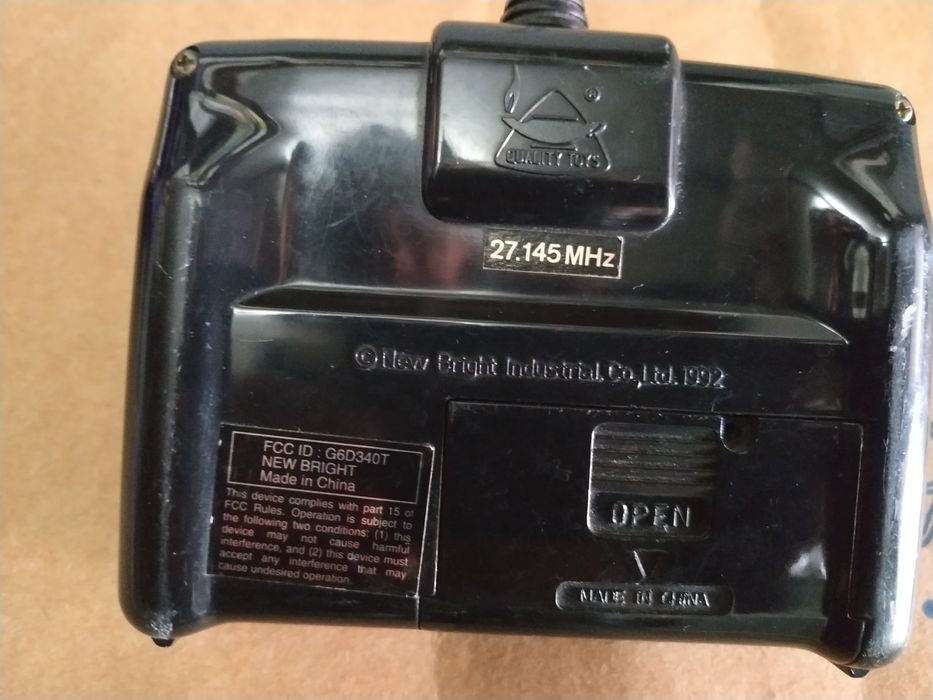 ®
QUALITY TOYS
27.145 MHz
© New Bright Industrial Co., Ltd. 1992
FCC ID : G6D340T
NEW BRIGHT
Made in China
This device complies with part 15 of
FCC Rules. Operation is subject to
the following two conditions: (1) this
device may not cause harmful
interference, and (2) this device must
accept any interference that may
cause undesired operation.
OPEN
MADE IN CHINA